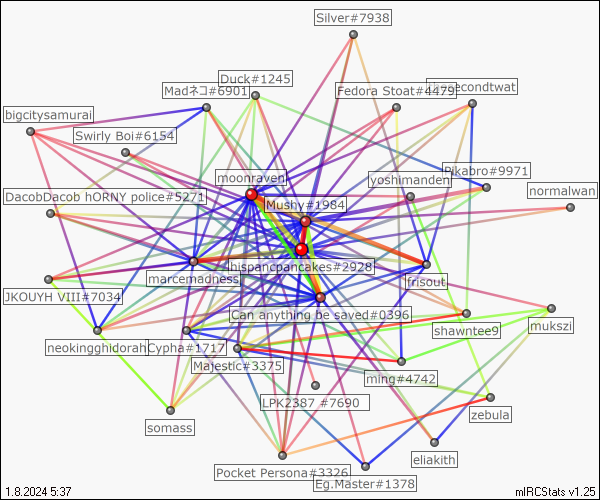 Silver#7938
Duck#1245
Madネコ#6901
Fedora Stoat#4479
secondtwat
bigcitysamurai
Swirly Boi#6154
moonraven
yoshimanden
Pikabro#9971
normalwan
DacobDacob hORNY police#5271
Mushy#1984
hispancpancakes#2928
marcemadness
frisout
JKOUYH VIII#7034
Can anything be saved#0396
shawntee9
mukszi
neokingghidorah
Cypha#1717
Majestic#3375
ming#4742
LPK2387 #7690
zebula
somass
eliakith
Pocket Persona#3326
Eg.Master#1378
1.8.2024 5:37
mIRCStats v1.25